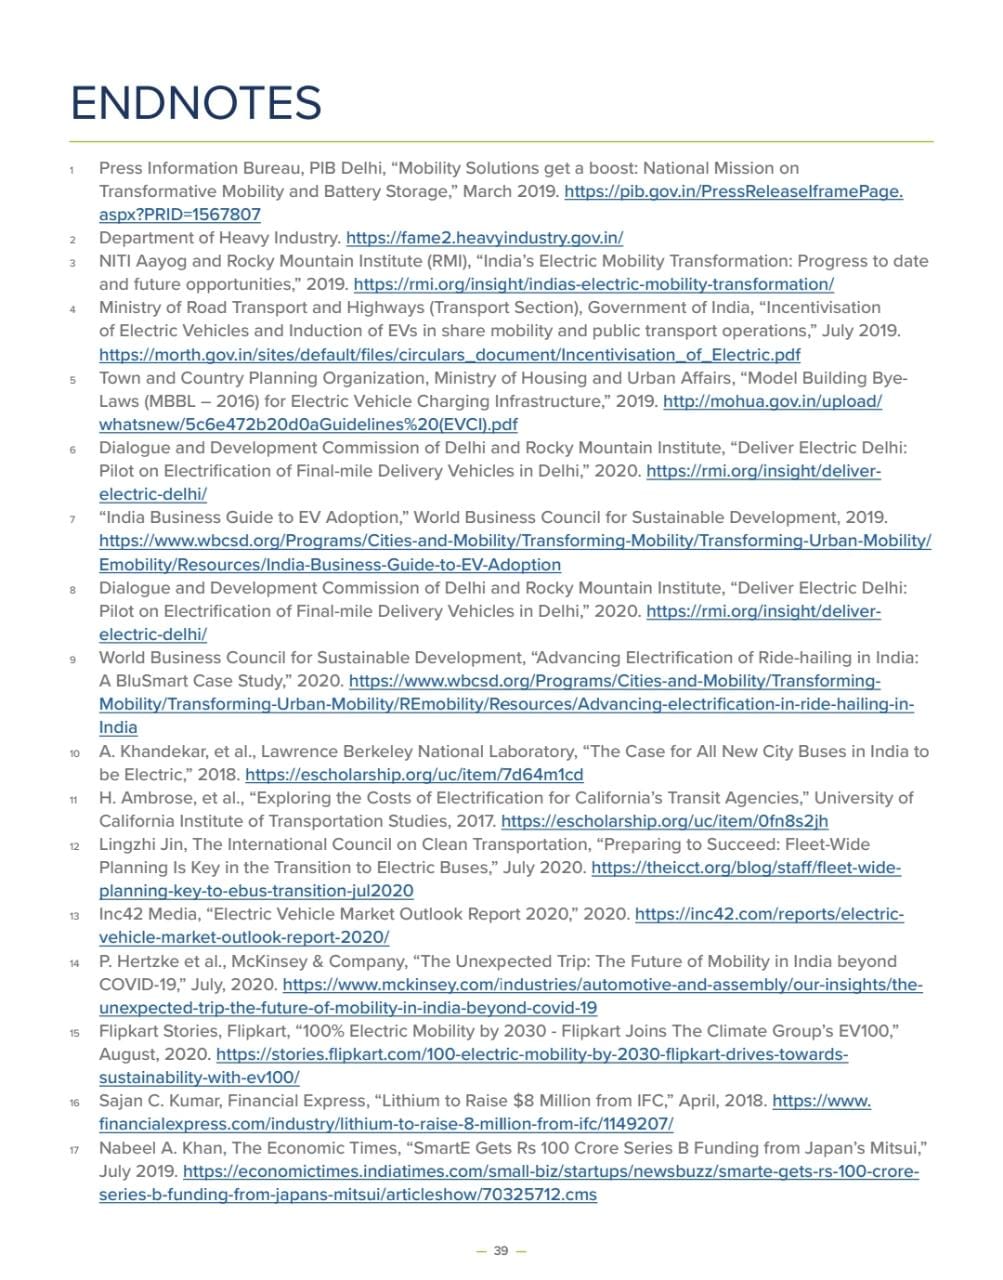 ENDNOTES
1 Press Information Bureau, PIB Delhi, “Mobility Solutions get a boost: National Mission on
Transformative Mobility and Battery Storage,” March 2019. https://pib.gov.in/PressReleaseIframePage.
aspx?PRID=1567807
2 Department of Heavy Industry. https://fame2.heavyindustry.gov.in/
3 NITI Aayog and Rocky Mountain Institute (RMI), “India’s Electric Mobility Transformation: Progress to date
and future opportunities,” 2019. https://rmi.org/insight/indias-electric-mobility-transformation/
4 Ministry of Road Transport and Highways (Transport Section), Government of India, “Incentivisation
of Electric Vehicles and Induction of EVs in share mobility and public transport operations,” July 2019.
https://morth.gov.in/sites/default/files/circulars_document/Incentivisation_of_Electric.pdf
5 Town and Country Planning Organization, Ministry of Housing and Urban Affairs, “Model Building Bye-
Laws (MBBL – 2016) for Electric Vehicle Charging Infrastructure,” 2019. http://mohua.gov.in/upload/
whatsnew/5c6e472b20d0aGuidelines%20(EVCI).pdf
6 Dialogue and Development Commission of Delhi and Rocky Mountain Institute, “Deliver Electric Delhi:
Pilot on Electrification of Final-mile Delivery Vehicles in Delhi,” 2020. https://rmi.org/insight/deliver-
electric-delhi/
7 “India Business Guide to EV Adoption,” World Business Council for Sustainable Development, 2019.
https://www.wbcsd.org/Programs/Cities-and-Mobility/Transforming-Mobility/Transforming-Urban-Mobility/
Emobility/Resources/India-Business-Guide-to-EV-Adoption
8 Dialogue and Development Commission of Delhi and Rocky Mountain Institute, “Deliver Electric Delhi:
Pilot on Electrification of Final-mile Delivery Vehicles in Delhi,” 2020. https://rmi.org/insight/deliver-
electric-delhi/
9 World Business Council for Sustainable Development, “Advancing Electrification of Ride-hailing in India:
A BluSmart Case Study,” 2020. https://www.wbcsd.org/Programs/Cities-and-Mobility/Transforming-
Mobility/Transforming-Urban-Mobility/REmobility/Resources/Advancing-electrification-in-ride-hailing-in-
India
10 A. Khandekar, et al., Lawrence Berkeley National Laboratory, “The Case for All New City Buses in India to
be Electric,” 2018. https://escholarship.org/uc/item/7d64m1cd
11 H. Ambrose, et al., “Exploring the Costs of Electrification for California’s Transit Agencies,” University of
California Institute of Transportation Studies, 2017. https://escholarship.org/uc/item/0fn8s2jh
12 Lingzhi Jin, The International Council on Clean Transportation, “Preparing to Succeed: Fleet-Wide
Planning Is Key in the Transition to Electric Buses,” July 2020. https://theicct.org/blog/staff/fleet-wide-
planning-key-to-ebus-transition-jul2020
13 Inc42 Media, “Electric Vehicle Market Outlook Report 2020,” 2020. https://inc42.com/reports/electric-
vehicle-market-outlook-report-2020/
14 P. Hertzke et al., McKinsey & Company, “The Unexpected Trip: The Future of Mobility in India beyond
COVID-19,” July, 2020. https://www.mckinsey.com/industries/automotive-and-assembly/our-insights/the-
unexpected-trip-the-future-of-mobility-in-india-beyond-covid-19
15 Flipkart Stories, Flipkart, “100% Electric Mobility by 2030 - Flipkart Joins The Climate Group’s EV100,”
August, 2020. https://stories.flipkart.com/100-electric-mobility-by-2030-flipkart-drives-towards-
sustainability-with-ev100/
16 Sajan C. Kumar, Financial Express, “Lithium to Raise $8 Million from IFC,” April, 2018. https://www.
financialexpress.com/industry/lithium-to-raise-8-million-from-ifc/1149207/
17 Nabeel A. Khan, The Economic Times, “SmartE Gets Rs 100 Crore Series B Funding from Japan’s Mitsui,”
July 2019. https://economictimes.indiatimes.com/small-biz/startups/newsbuzz/smarte-gets-rs-100-crore-
series-b-funding-from-japans-mitsui/articleshow/70325712.cms
— 39 —